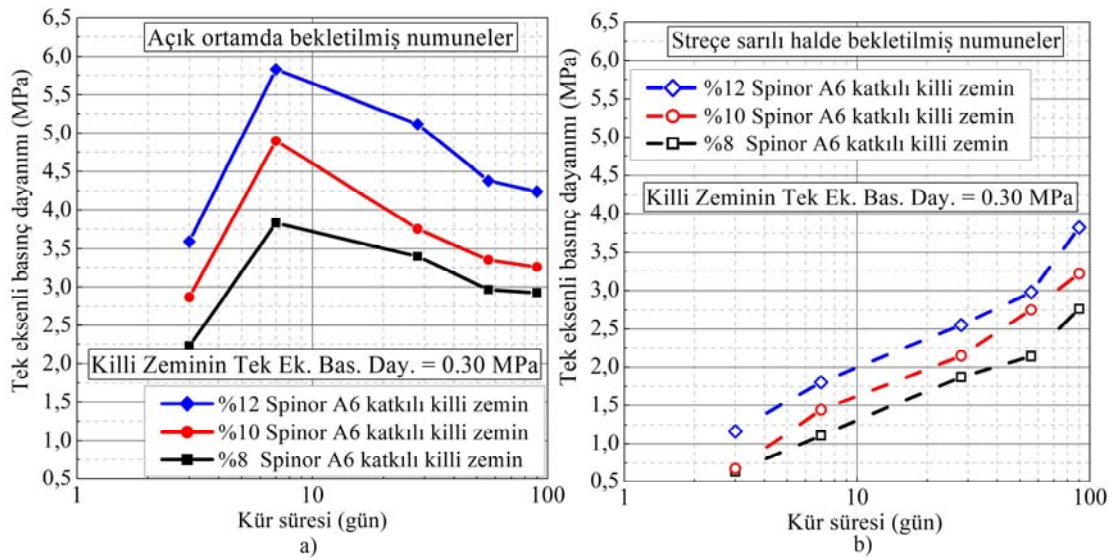 6,5
6,0
5,5
5,0
4,5
4,0
3,5
3,0
2,5
2,0
1,5
1,0
0,5
Tek eksenli basınç dayanımı (MPa)
Açık ortamda bekletilmiş numuneler
Killi Zeminin Tek Ek. Bas. Day. = 0.30 MPa
%12 Spinor A6 katkılı killi zemin
%10 Spinor A6 katkılı killi zemin
%8 Spinor A6 katkılı killi zemin
1
10
100
Kür süresi (gün)
a)
6,5
6,0
5,5
5,0
4,5
4,0
3,5
3,0
2,5
2,0
1,5
1,0
0,5
Tek eksenli basınç dayanımı (MPa)
Streçe sarılı halde bekletilmiş numuneler
%12 Spinor A6 katkılı killi zemin
%10 Spinor A6 katkılı killi zemin
%8 Spinor A6 katkılı killi zemin
Killi Zeminin Tek Ek. Bas. Day. = 0.30 MPa
1
10
100
Kür süresi (gün)
b)